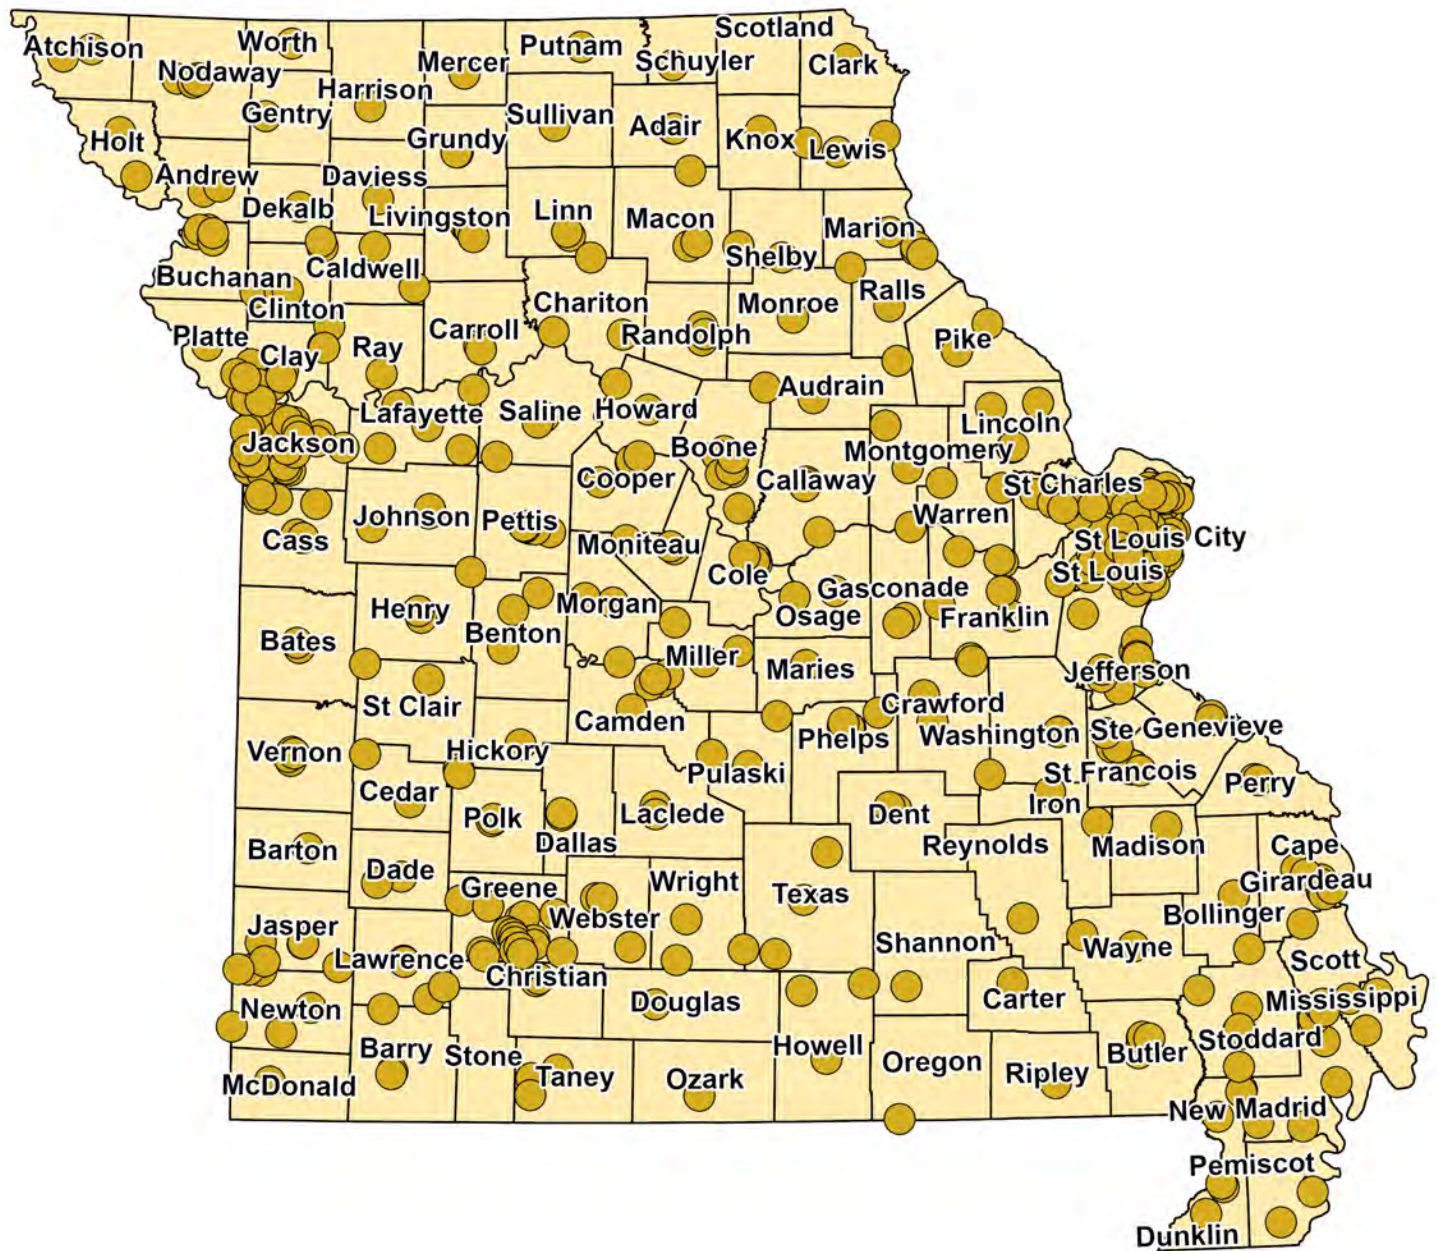 Scotland
Atchison
Worth
Putnam
Schuyler
Clark
Nodaway
Mercer
Harrison
Gentry
Sullivan
Adair
Holt
Grundy
Knox
Lewis
Andrew
Daviess
Dekalb
Livingston
Linn
Macon
Marion
Shelby
Buchanan
Caldwell
Clinton
Chariton
Monroe
Ralls
Platte
Clay
Ray
Carroll
Randolph
Pike
Audrain
Lafayette
Saline
Howard
Lincoln
Jackson
Boone
Montgomery
Cooper
Callaway
St Charles
Johnson
Pettis
Warren
Cass
Moniteau
St Louis City
Cole
St Louis
Henry
Morgan
Gasconade
Osage
Franklin
Bates
Benton
Miller
Maries
Jefferson
St Clair
Camden
Crawford
Washington
Ste Genevieve
Vernon
Hickory
Phelps
Pulaski
St Francois
Perry
Cedar
Iron
Polk
Laclede
Dent
Dallas
Reynolds
Madison
Cape
Girardeau
Barton
Dade
Greene
Wright
Texas
Bollinger
Jasper
Webster
Shannon
Wayne
Lawrence
Christian
Scott
Newton
Douglas
Carter
Mississippi
Barry
Stone
Howell
Oregon
Butler
Stoddard
McDonald
Taney
Ozark
Ripley
New Madrid
Pemiscot
Dunklin